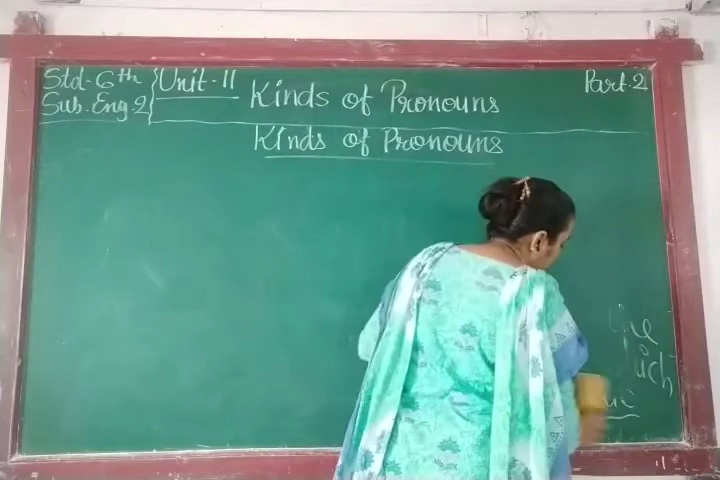 Std-6th { Unit-11 Kinds of Pronouns Part-2
Sub.Eng-2
Kinds of Pronouns